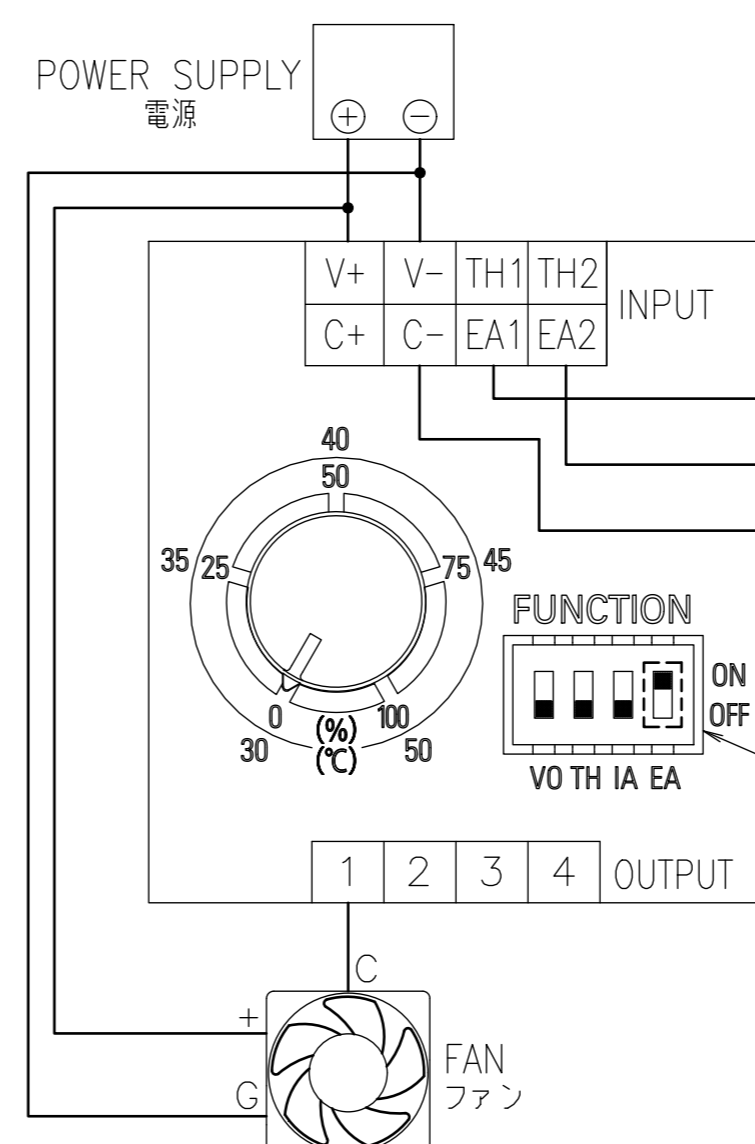 POWER SUPPLY
電源
+ −
V+ V− TH1 TH2
INPUT
C+ C− EA1 EA2
40
50
35 25 75 45
0 (%) 100
30 (℃) 50
FUNCTION
ON
OFF
VO TH IA EA
1 2 3 4 OUTPUT
C
+
FAN
G
ファン